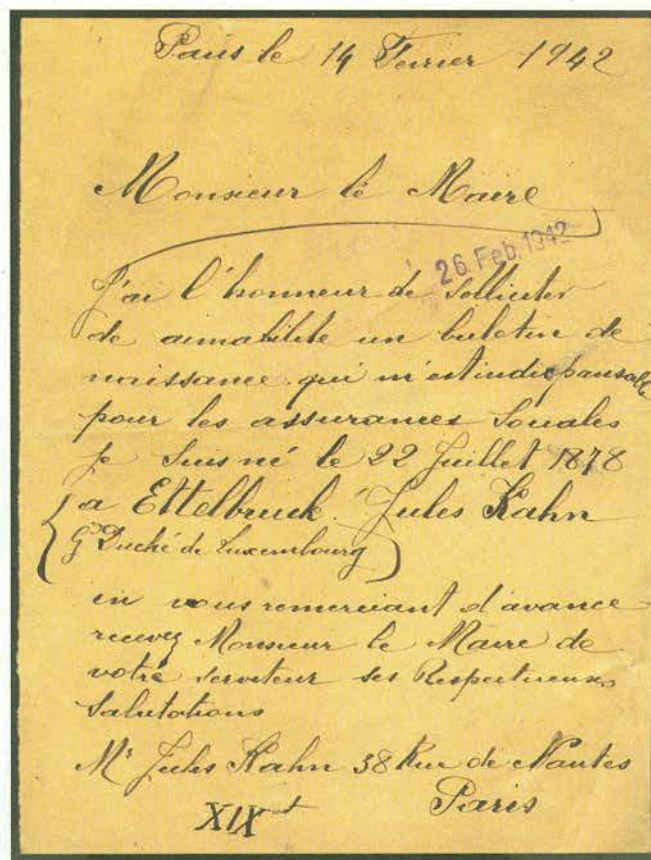 Paris le 14 Fevrier 1942
Monsieur le Maire
26. Feb. 1942
J'ai l'honneur de solliciter
de aimabilite un buletin de
naissance qui m'est indispansable
pour les assurances Sociales
je suis né le 22 Juillet 1878
a Ettelbruck. Jules Kahn
Gd Duché de Luxembourg
en vous remerciant d'avance
recevez Monsieur le Maire de
votre serviteur ses Respectueuses
Salutations
Mr Jules Kahn 38 Rue de Nantes
Paris
XIXet